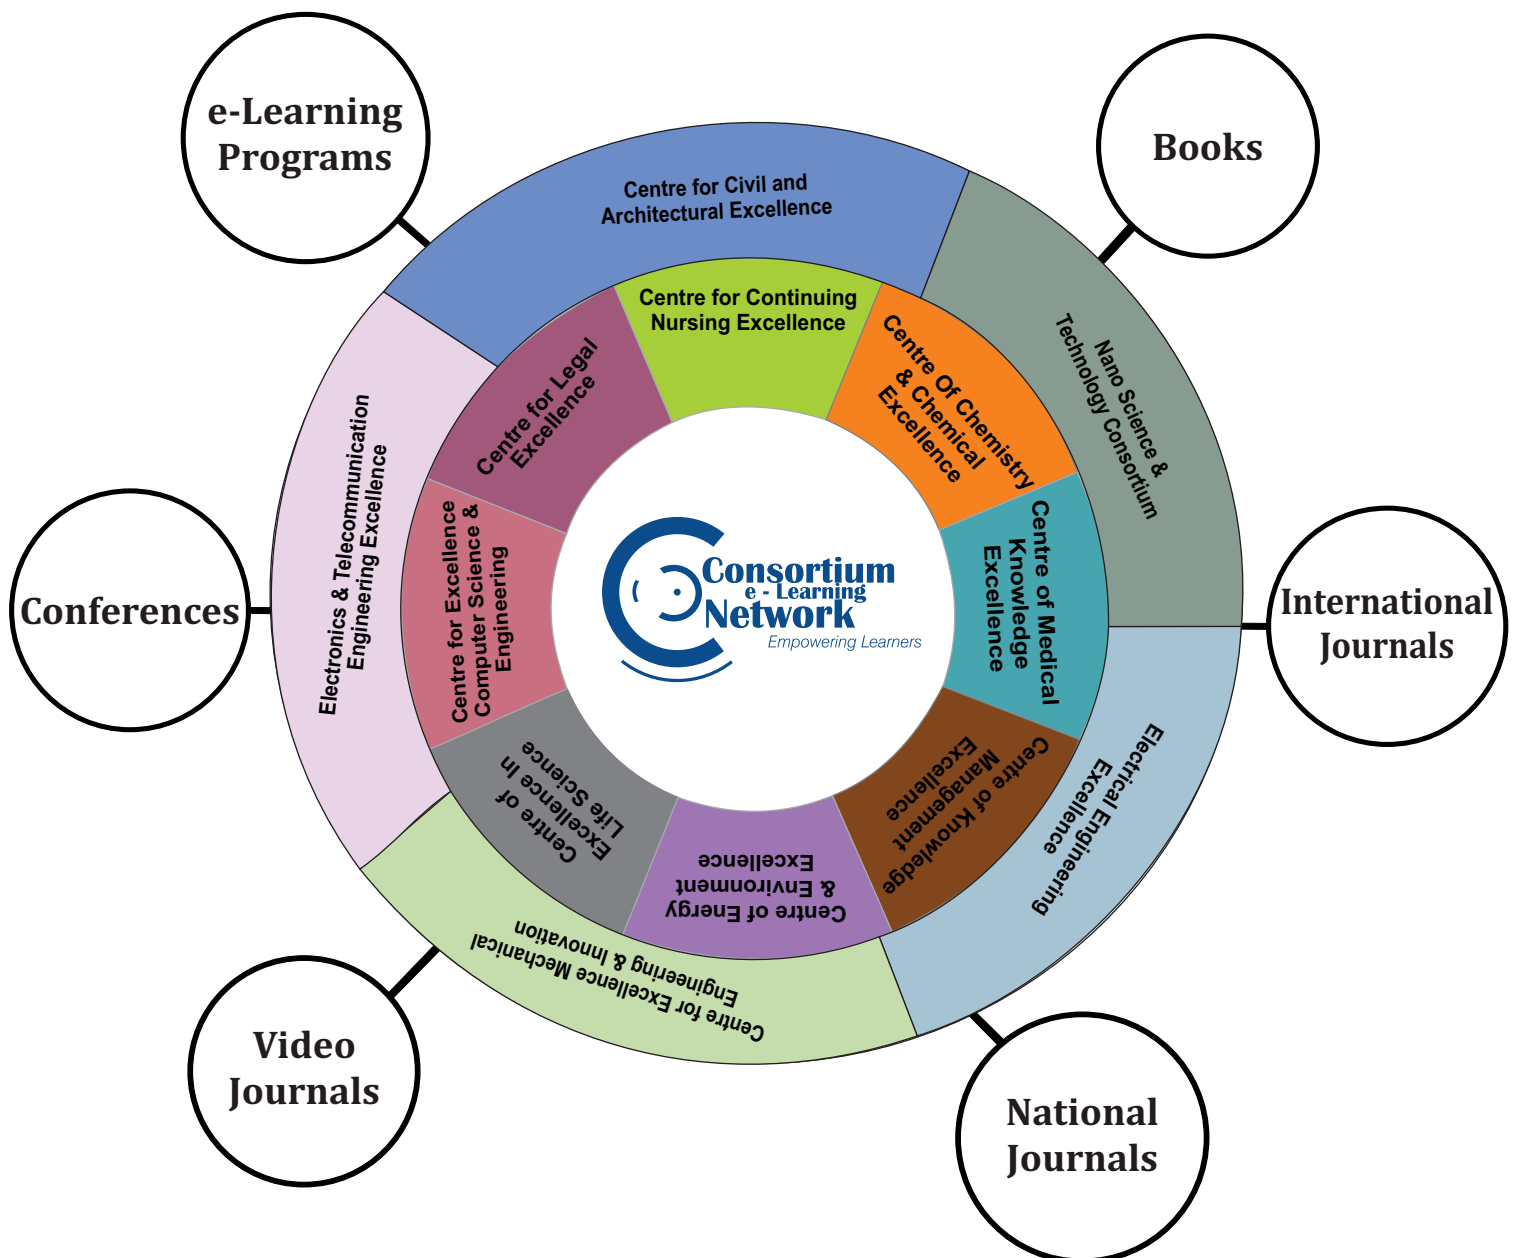 e-Learning
Programs
Books
Centre for Civil and
Architectural Excellence
Nano Science &
Technology Consortium
Electronics & Telecommunication
Engineering Excellence
Electrical Engineering
Excellence
Centre for Excellence Mechanical
Engineering & Innovation
Centre for Continuing
Nursing Excellence
Centre Of Chemistry
& Chemical
Excellence
Centre of Medical
Knowledge
Excellence
Centre of Knowledge
Management
Excellence
Centre of Energy
& Environment
Excellence
Centre of
Excellence In
Life Science
Centre for Excellence
Computer Science &
Engineering
Centre for Legal
Excellence
Consortium
e - Learning
Network
Empowering Learners
Conferences
International
Journals
Video
Journals
National
Journals